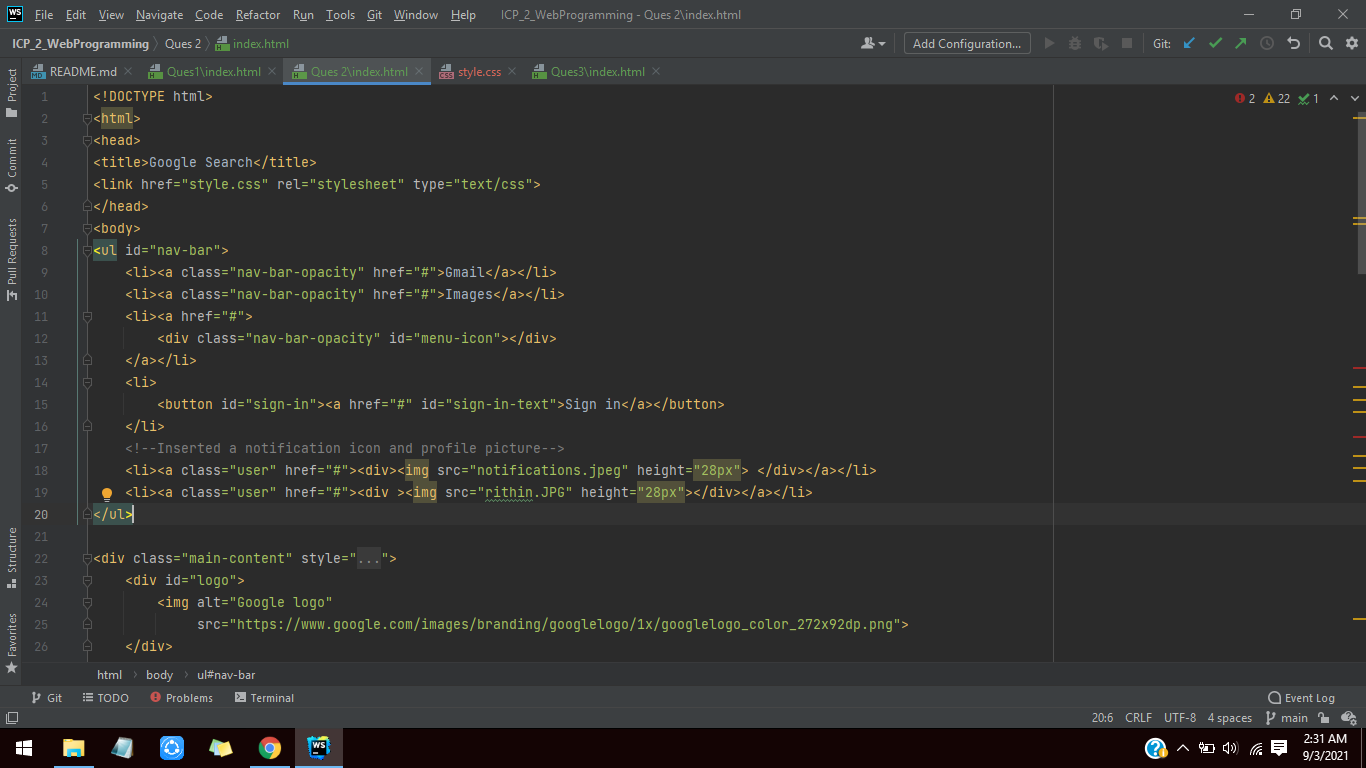 WS File Edit View Navigate Code Refactor Run Tools Git Window Help ICP_2_WebProgramming - Ques 2\index.html
ICP_2_WebProgramming Ques 2 index.html Add Configuration... Git:
README.md Ques1\index.html Ques 2\index.html style.css Ques3\index.html
2 22 1
1 <!DOCTYPE html>
2 <html>
3 <head>
4 <title>Google Search</title>
5 <link href="style.css" rel="stylesheet" type="text/css">
6 </head>
7 <body>
8 <ul id="nav-bar">
9 <li><a class="nav-bar-opacity" href="#">Gmail</a></li>
10 <li><a class="nav-bar-opacity" href="#">Images</a></li>
11 <li><a href="#">
12 <div class="nav-bar-opacity" id="menu-icon"></div>
13 </a></li>
14 <li>
15 <button id="sign-in"><a href="#" id="sign-in-text">Sign in</a></button>
16 </li>
17 <!--Inserted a notification icon and profile picture-->
18 <li><a class="user" href="#"><div><img src="notifications.jpeg" height="28px"> </div></a></li>
19 <li><a class="user" href="#"><div ><img src="rithin.JPG" height="28px"></div></a></li>
20 </ul>
21
22 <div class="main-content" style="...">
23 <div id="logo">
24 <img alt="Google logo"
25 src="https://www.google.com/images/branding/googlelogo/1x/googlelogo_color_272x92dp.png">
26 </div>
Project
Commit
Pull Requests
Structure
Favorites
html body ul#nav-bar
Git TODO Problems Terminal Event Log
20:6 CRLF UTF-8 4 spaces main
WS 2:31 AM
9/3/2021